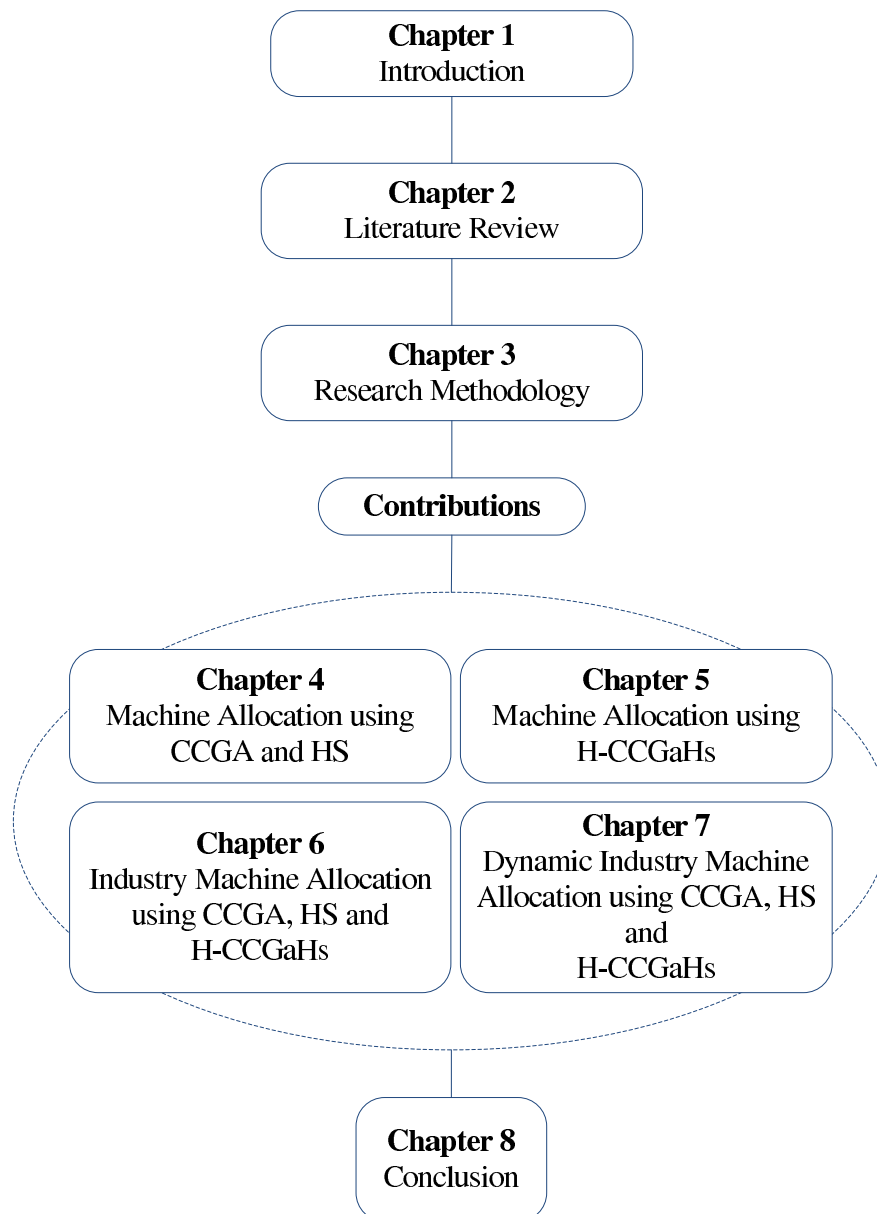 Chapter 1
Introduction
Chapter 2
Literature Review
Chapter 3
Research Methodology
Contributions
Chapter 4
Machine Allocation using
CCGA and HS
Chapter 5
Machine Allocation using
H-CCGaHs
Chapter 6
Industry Machine Allocation
using CCGA, HS and
H-CCGaHs
Chapter 7
Dynamic Industry Machine
Allocation using CCGA, HS
and
H-CCGaHs
Chapter 8
Conclusion